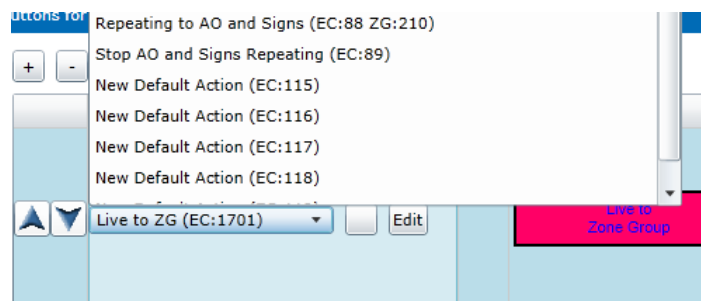 uttons for
Repeating to AO and Signs (EC:88 ZG:210)
Stop AO and Signs Repeating (EC:89)
New Default Action (EC:115)
New Default Action (EC:116)
New Default Action (EC:117)
New Default Action (EC:118)
+ -
Live to ZG (EC:1701)
Edit
Live to
Zone Group